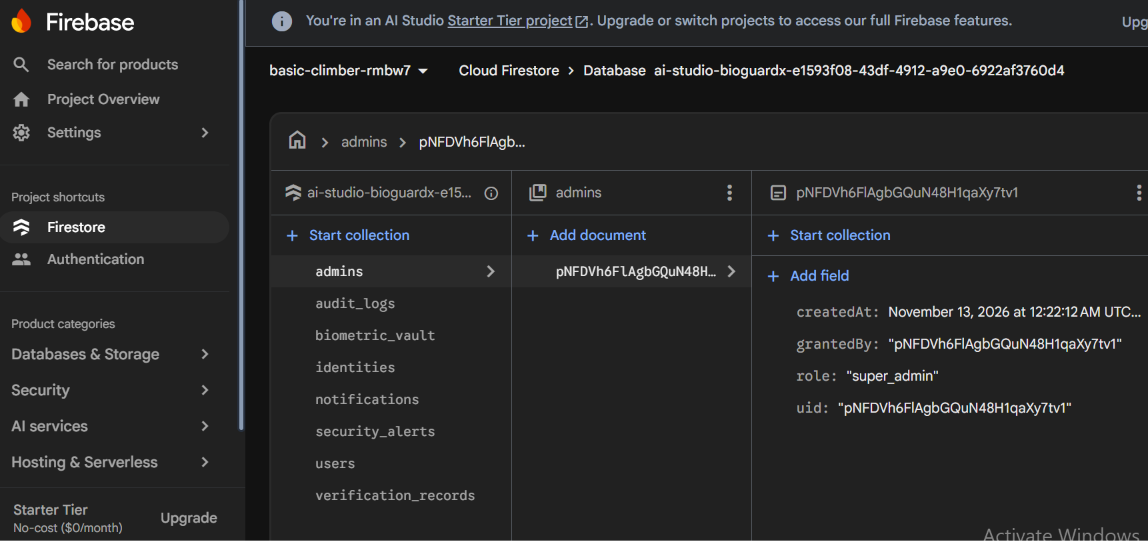 Firebase
Search for products
Project Overview
Settings
Project shortcuts
Firestore
Authentication
Product categories
Databases & Storage
Security
AI services
Hosting & Serverless
Starter Tier
No-cost ($0/month)
Upgrade
You're in an AI Studio Starter Tier project. Upgrade or switch projects to access our full Firebase features.
Upg
basic-climber-rmbw7
Cloud Firestore > Database ai-studio-bioguardx-e1593f08-43df-4912-a9e0-6922af3760d4
admins > pNFDVh6FlAgb...
ai-studio-bioguardx-e15...
+ Start collection
admins
audit_logs
biometric_vault
identities
notifications
security_alerts
users
verification_records
admins
+ Add document
pNFDVh6FlAgbGQuN48H...
pNFDVh6FlAgbGQuN48H1qaXy7tv1
+ Start collection
+ Add field
createdAt: November 13, 2026 at 12:22:12 AM UTC...
grantedBy: "pNFDVh6FlAgbGQuN48H1qaXy7tv1"
role: "super_admin"
uid: "pNFDVh6FlAgbGQuN48H1qaXy7tv1"
Activate Windows